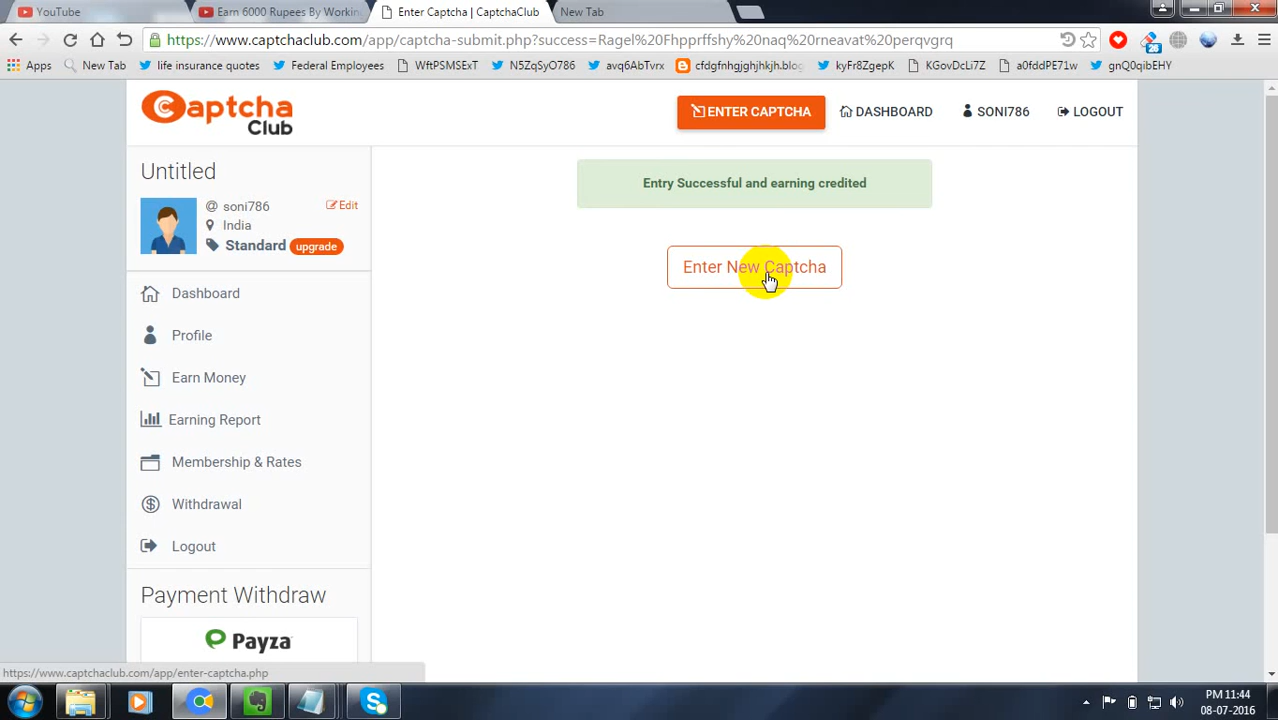 YouTube
Earn 6000 Rupees By Workin
Enter Captcha | CaptchaClub
New Tab
https://www.captchaclub.com/app/captcha-submit.php?success=Ragel%20Fhpprffshy%20naq%20rneavat%20perqvgrq
26
Apps
New Tab
life insurance quotes
Federal Employees
WftPSMSExT
N5ZqSyO786
avq6AbTvrx
cfdgfnhgjghjhkjh.blog
kyFr8ZgepK
KGovDcLi7Z
a0fddPE71w
gnQ0qibEHY
Captcha
Club
ENTER CAPTCHA
DASHBOARD
SONI786
LOGOUT
Untitled
@ soni786
Edit
India
Standard
upgrade
Dashboard
Profile
Earn Money
Earning Report
Membership & Rates
Withdrawal
Logout
Payment Withdraw
Payza
Entry Successful and earning credited
Enter New Captcha
https://www.captchaclub.com/app/enter-captcha.php
PM 11:44
08-07-2016